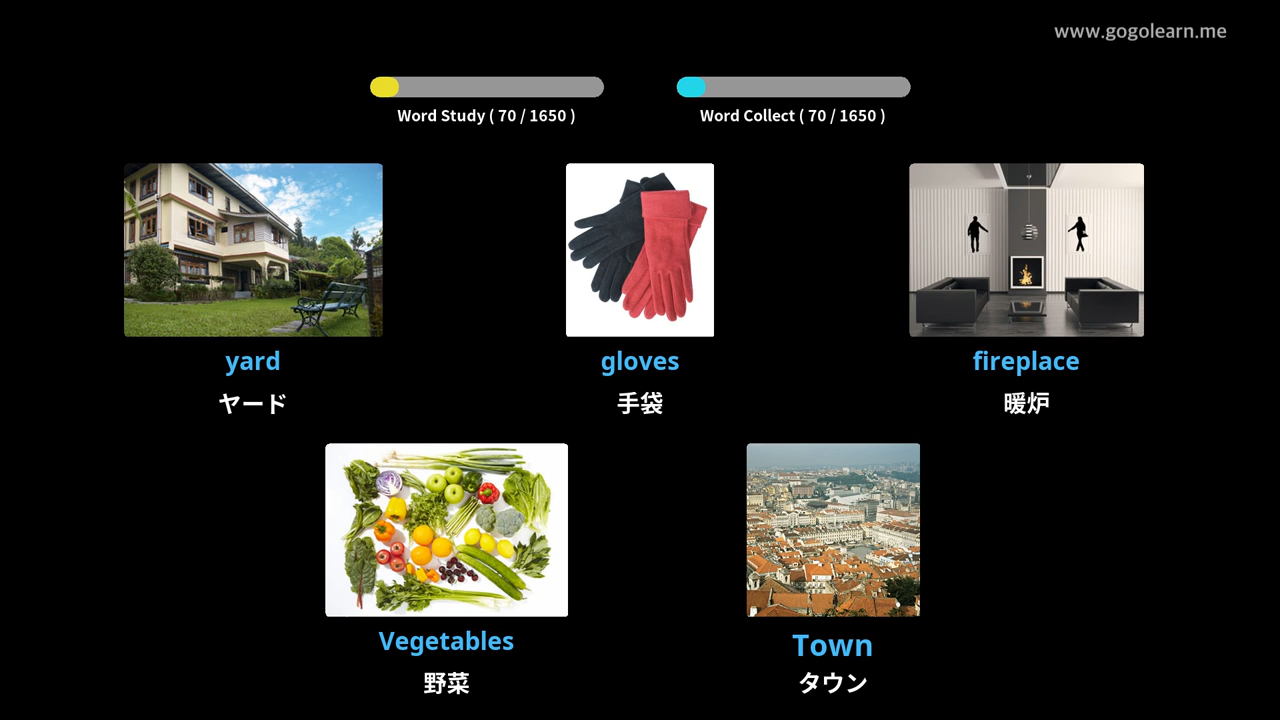 www.gogolearn.me
Word Study ( 70 / 1650 )
Word Collect ( 70 / 1650 )
yard
ヤード
gloves
手袋
fireplace
暖炉
Vegetables
野菜
Town
タウン